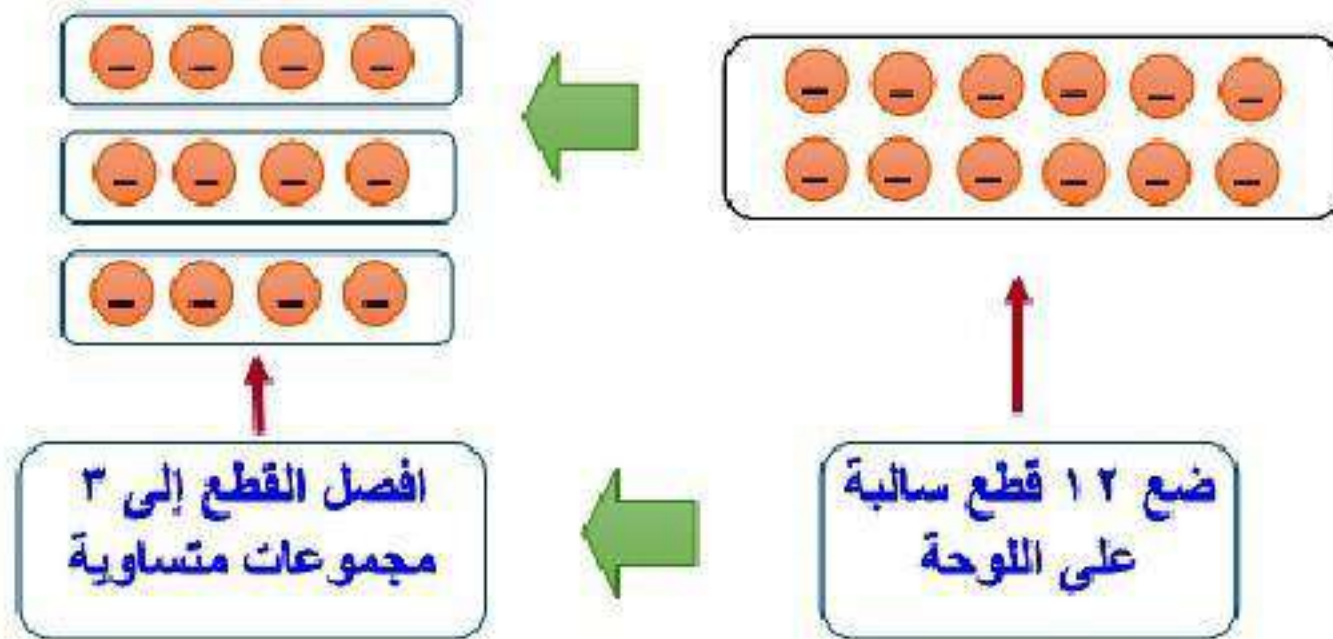 ضع ١٢ قطع سالبة
على اللوحة
افصل القطع إلى ٣
مجموعات متساوية